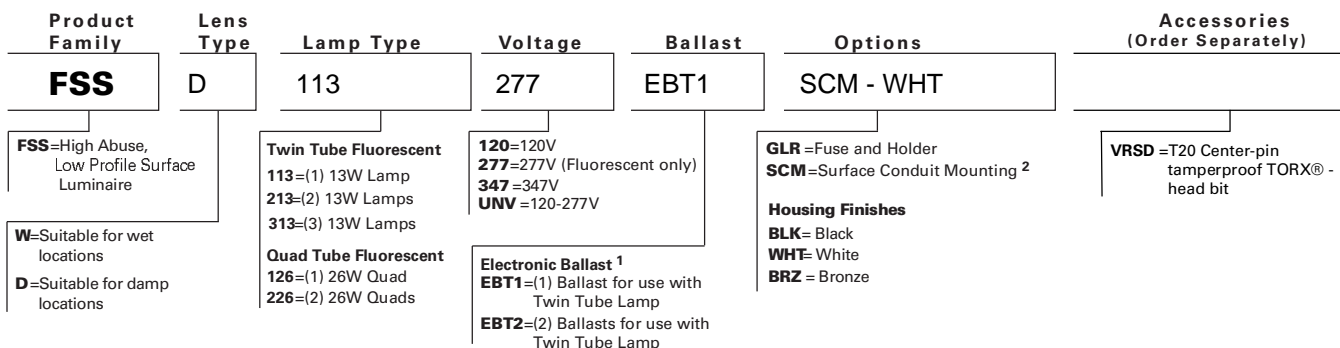 Product Family
Lens Type
Lamp Type
Voltage
Ballast
Options
Accessories
(Order Separately)
FSS
D
113
277
EBT1
SCM - WHT
FSS=High Abuse,
Low Profile Surface
Luminaire
W=Suitable for wet
locations
D=Suitable for damp
locations
Twin Tube Fluorescent
113=(1) 13W Lamp
213=(2) 13W Lamps
313=(3) 13W Lamps
Quad Tube Fluorescent
126=(1) 26W Quad
226=(2) 26W Quads
120=120V
277=277V (Fluorescent only)
347=347V
UNV =120-277V
Electronic Ballast 1
EBT1=(1) Ballast for use with
Twin Tube Lamp
EBT2=(2) Ballasts for use with
Twin Tube Lamp
GLR=Fuse and Holder
SCM=Surface Conduit Mounting 2
Housing Finishes
BLK= Black
WHT= White
BRZ = Bronze
VRSD =T20 Center-pin
tamperproof TORX® -
head bit